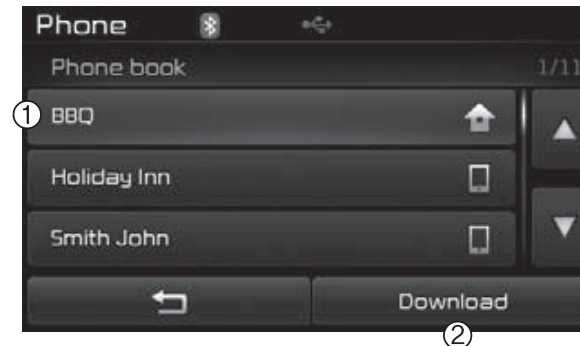 Phone
Phone book 1/11
① BBQ
Holiday Inn
Smith John
Download
②